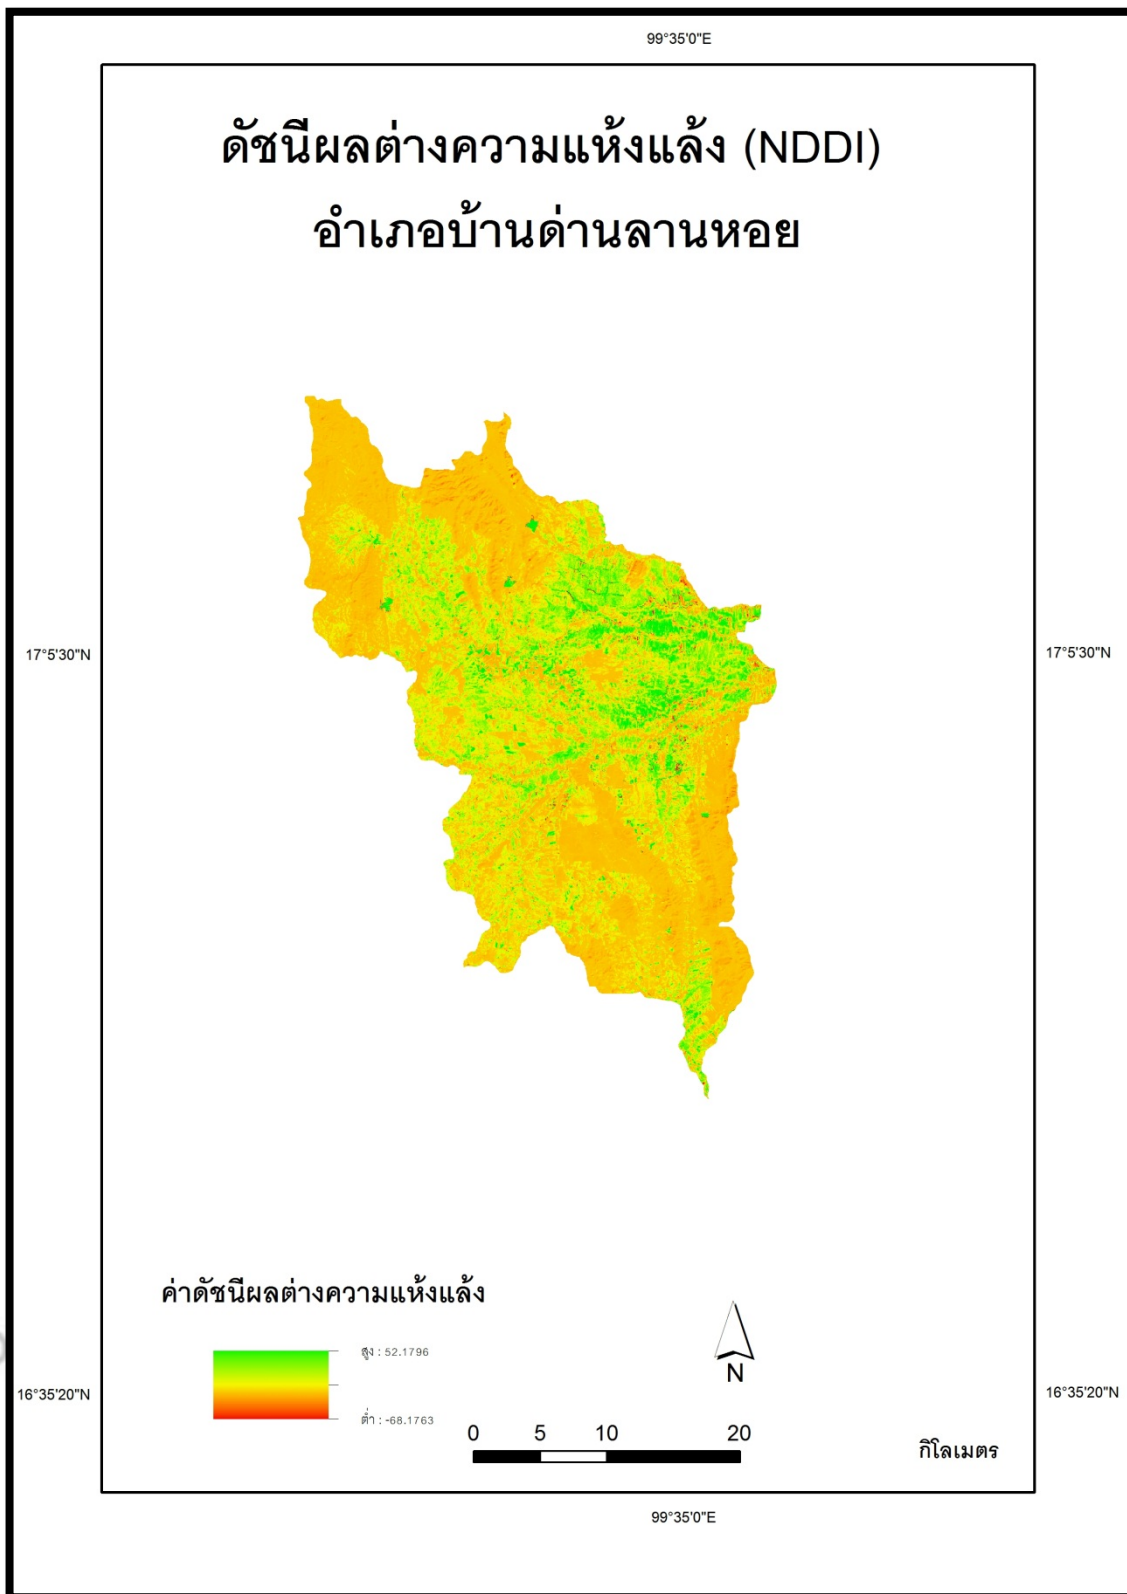 99°35'0"E
ดัชนีผลต่างความแห้งแล้ง (NDDI)
อำเภอบ้านด่านลานหอย
17°5'30"N
17°5'30"N
ค่าดัชนีผลต่างความแห้งแล้ง
สูง : 52.1796
ต่ำ : -68.1763
N
16°35'20"N
16°35'20"N
0 5 10 20
กิโลเมตร
99°35'0"E